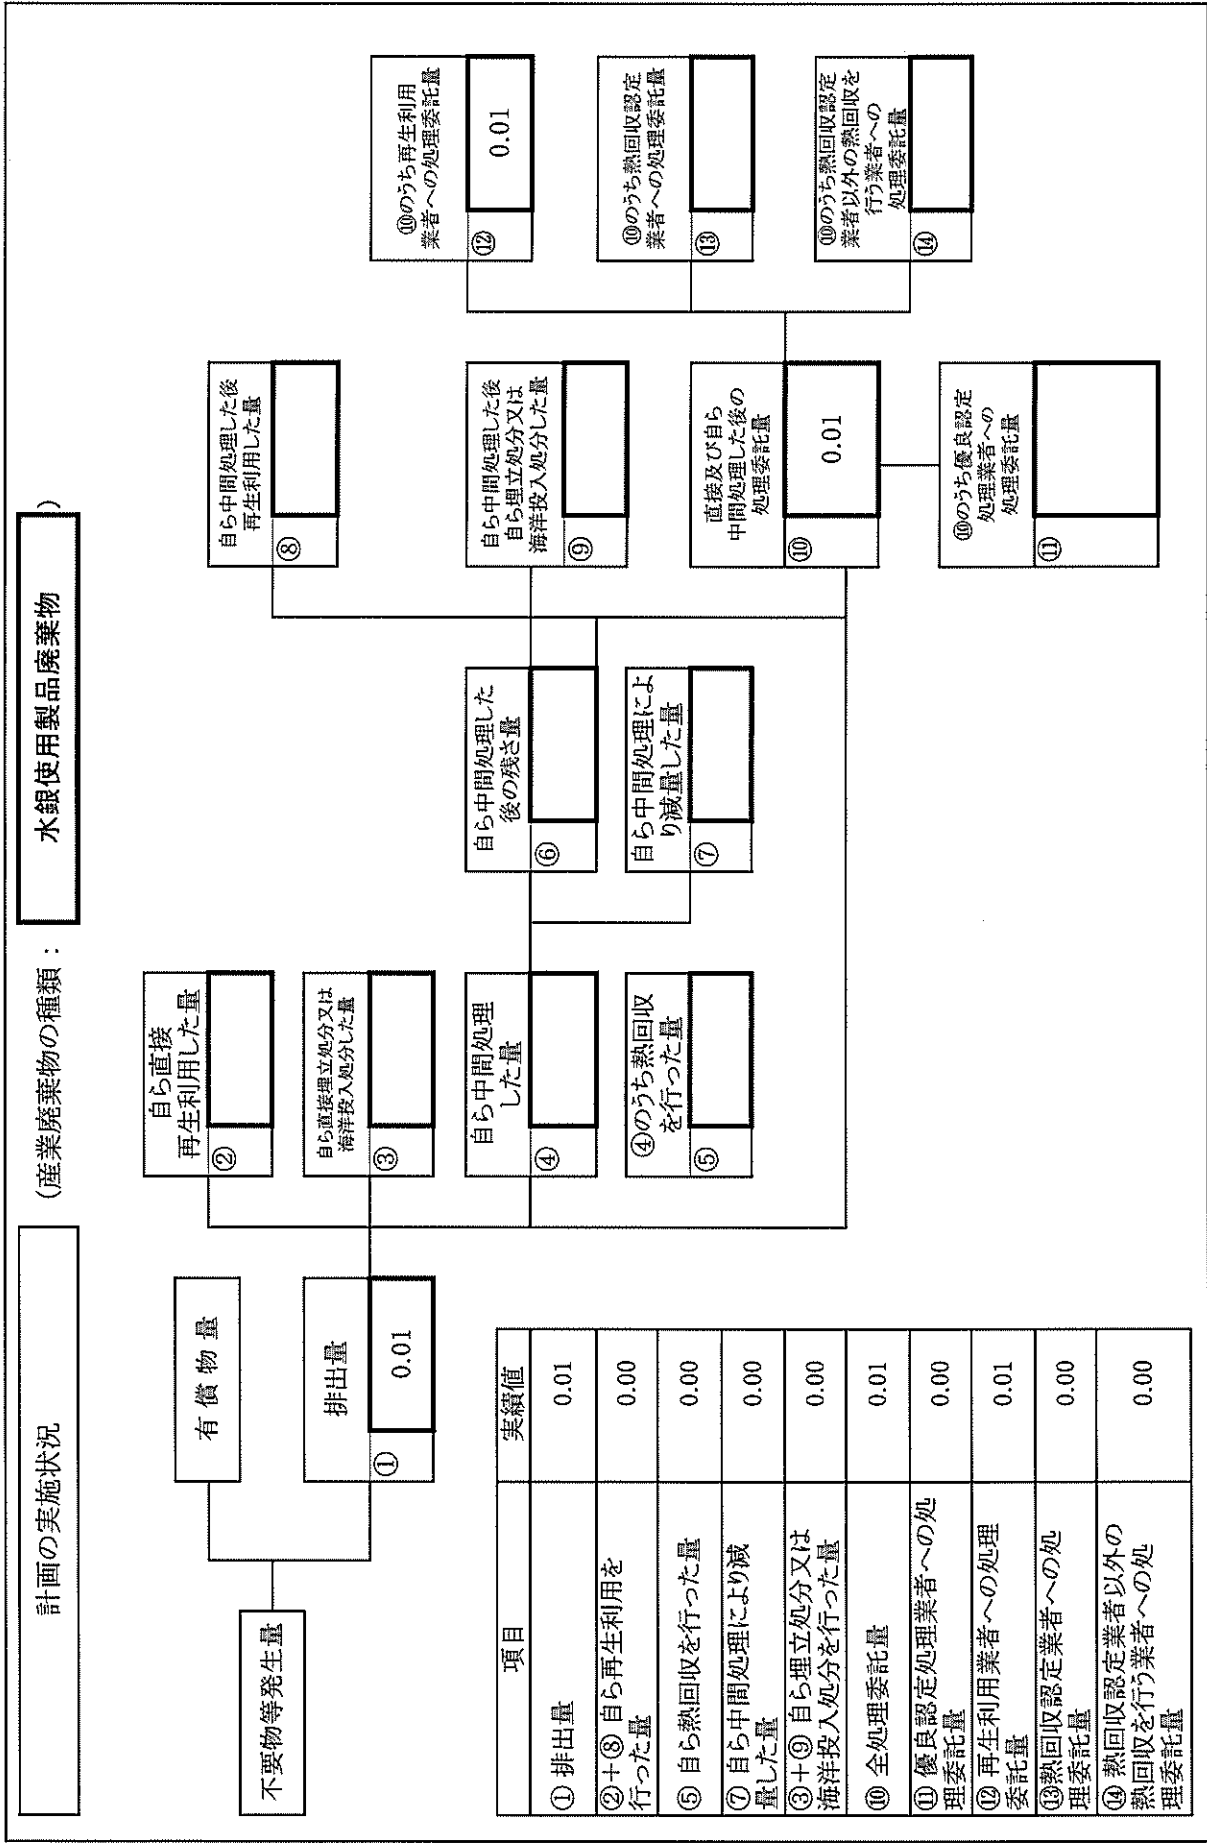 計画の実施状況
(産業廃棄物の種類:
水銀使用製品廃棄物
)
不要物等発生量
有償物量
排出量
①
0.01
自ら直接
再生利用した量
②
自ら直接埋立処分又は
海洋投入処分した量
③
自ら中間処理
した量
④
④のうち熱回収
を行った量
⑤
自ら中間処理した
後の残さ量
⑥
自ら中間処理によ
り減量した量
⑦
自ら中間処理した後
再生利用した量
⑧
自ら中間処理した後
自ら埋立処分又は
海洋投入処分した量
⑨
直接及び自ら
中間処理した後の
処理委託量
⑩
0.01
⑩のうち優良認定
処理業者への
処理委託量
⑪
⑩のうち再生利用
業者への処理委託量
⑫
0.01
⑩のうち熱回収認定
業者への処理委託量
⑬
⑩のうち熱回収認定
業者以外の熱回収を
行う業者への
処理委託量
⑭
項目 実績値
①排出量 0.01
②+⑧ 自ら再生利用を
行った量 0.00
⑤ 自ら熱回収を行った量 0.00
⑦ 自ら中間処理により減
量した量 0.00
③+⑨ 自ら埋立処分又は
海洋投入処分を行った量 0.00
⑩ 全処理委託量 0.01
⑪ 優良認定処理業者への処
理委託量 0.00
⑫ 再生利用業者への処理
委託量 0.01
⑬熱回収認定業者への処
理委託量 0.00
⑭ 熱回収認定業者以外の
熱回収を行う業者への処
理委託量 0.00